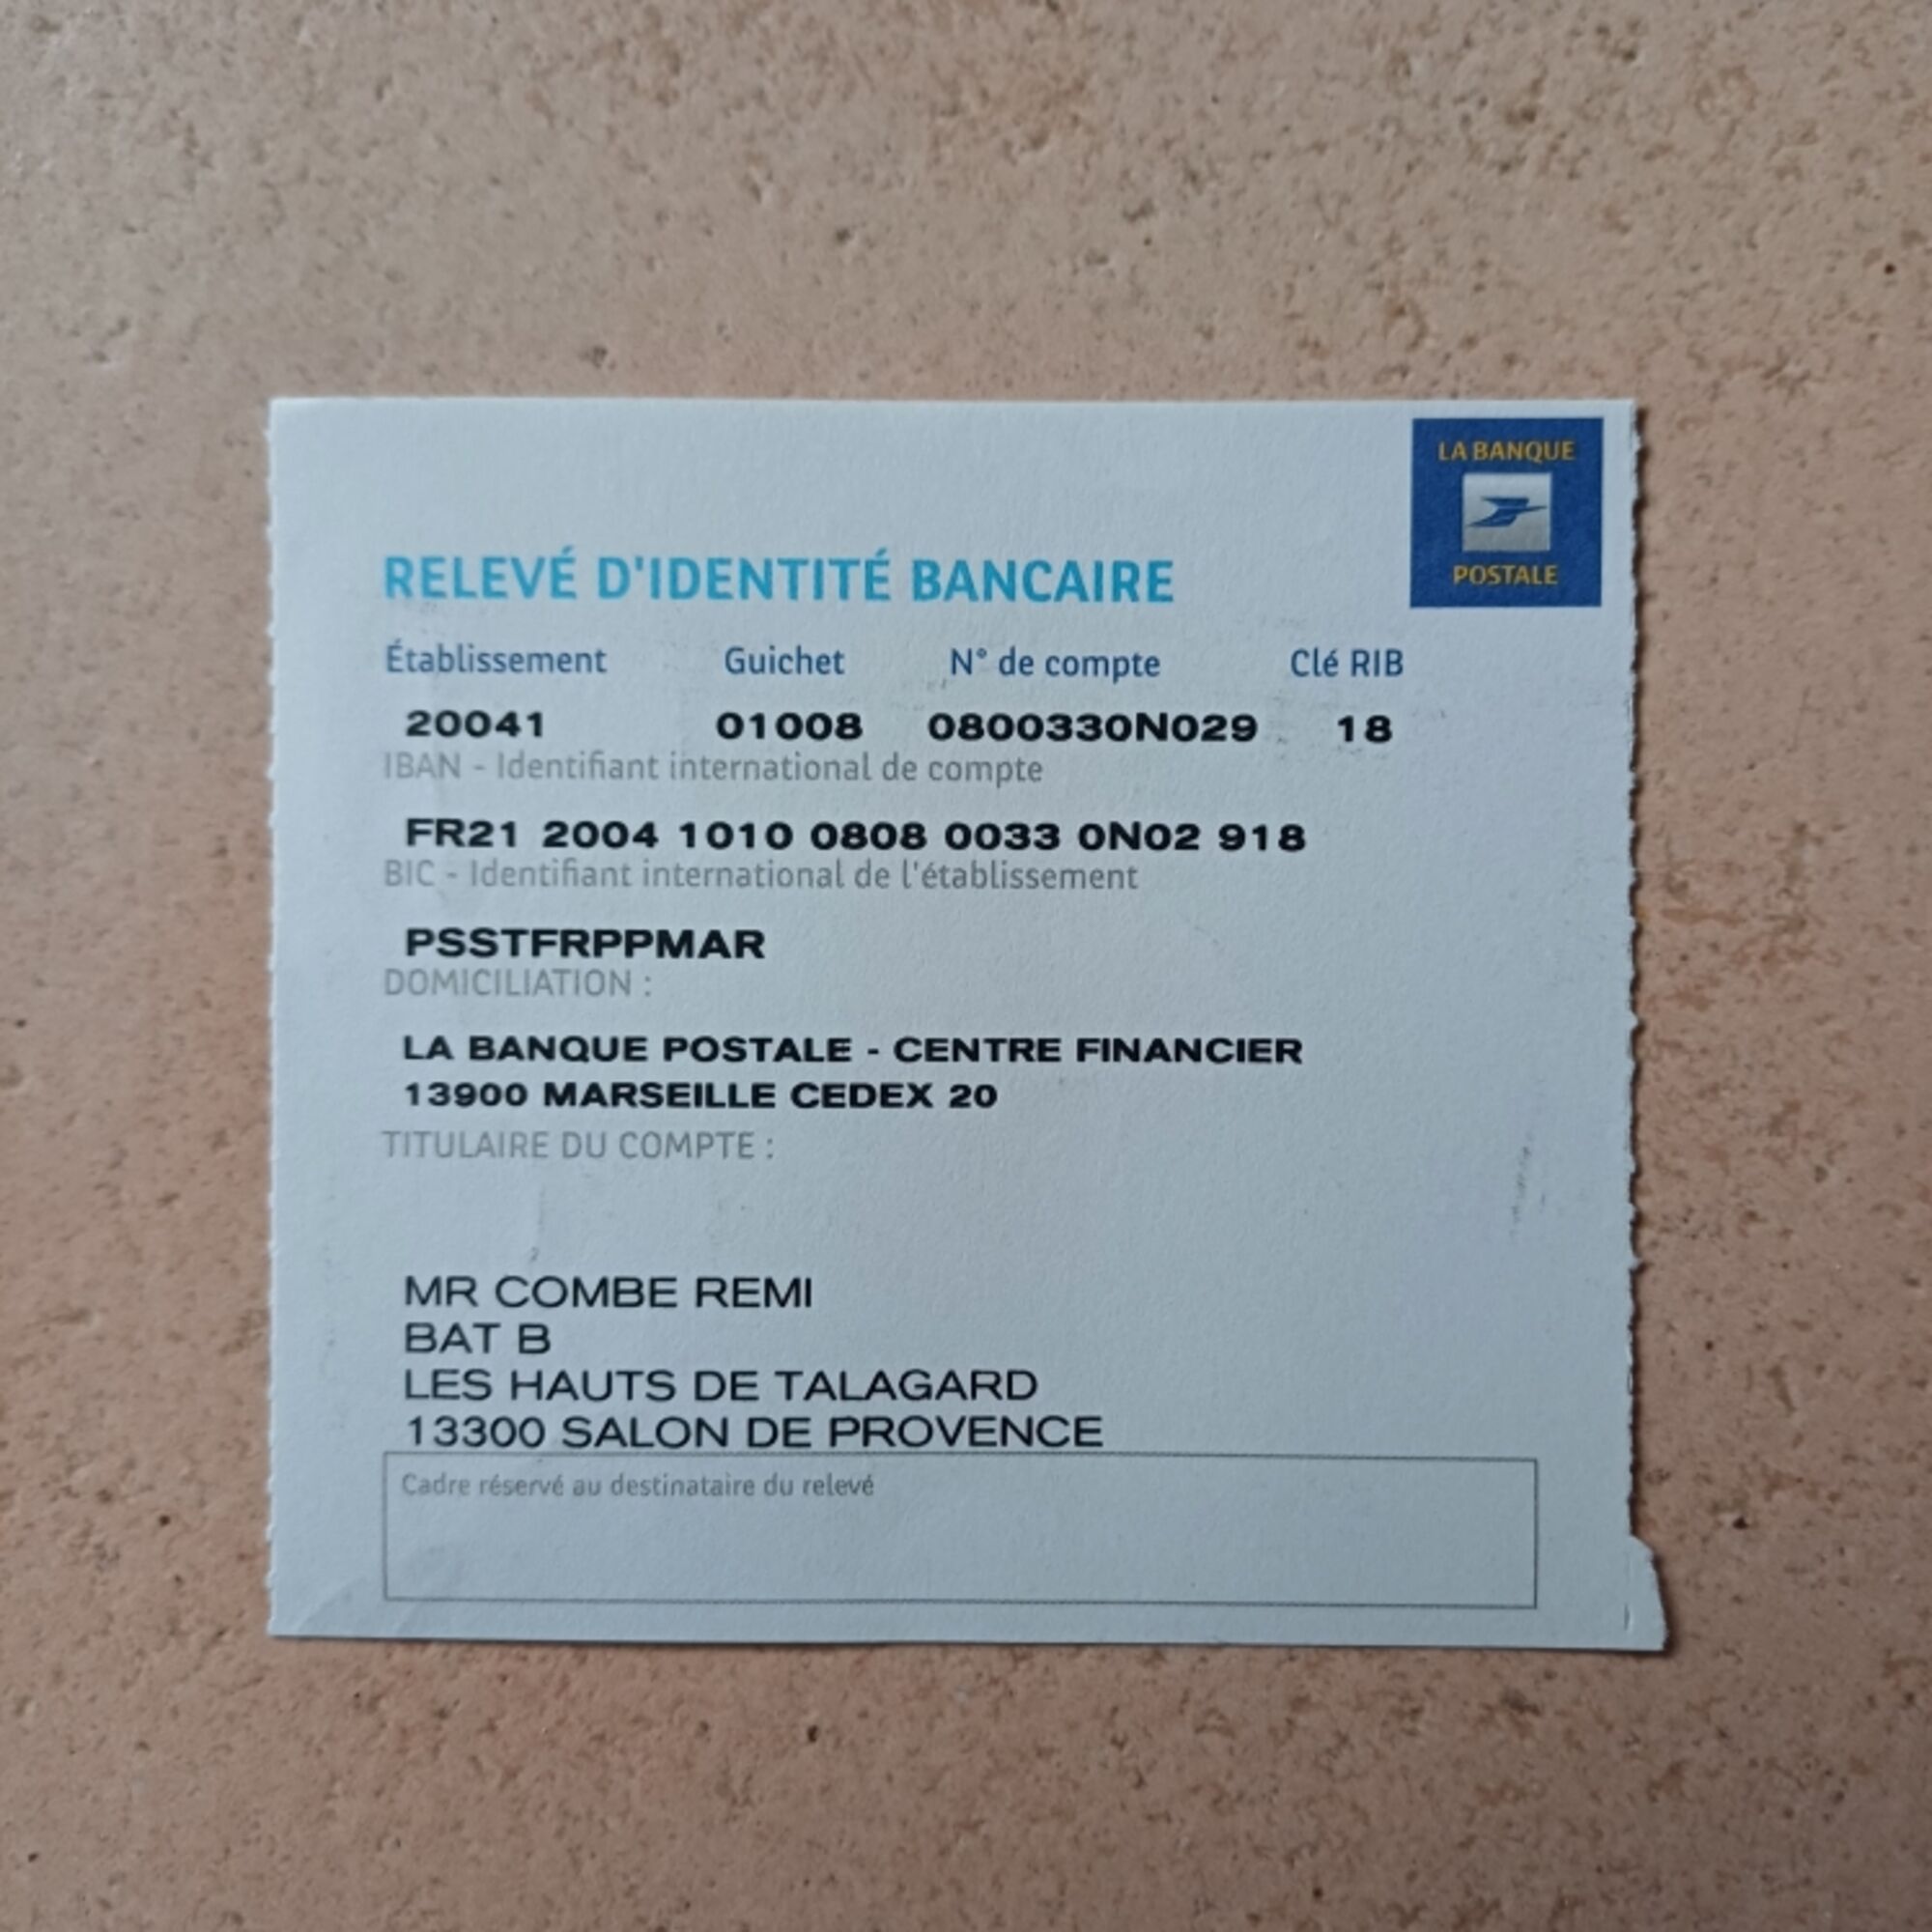 LA BANQUE
POSTALE
RELEVÉ D'IDENTITÉ BANCAIRE
Établissement Guichet N° de compte Clé RIB
20041 01008 0800330N029 18
IBAN - Identifiant international de compte
FR21 2004 1010 0808 0033 0N02 918
BIC - Identifiant international de l'établissement
PSSTFRPPMAR
DOMICILIATION :
LA BANQUE POSTALE - CENTRE FINANCIER
13900 MARSEILLE CEDEX 20
TITULAIRE DU COMPTE :
MR COMBE REMI
BAT B
LES HAUTS DE TALAGARD
13300 SALON DE PROVENCE
Cadre réservé au destinataire du relevé